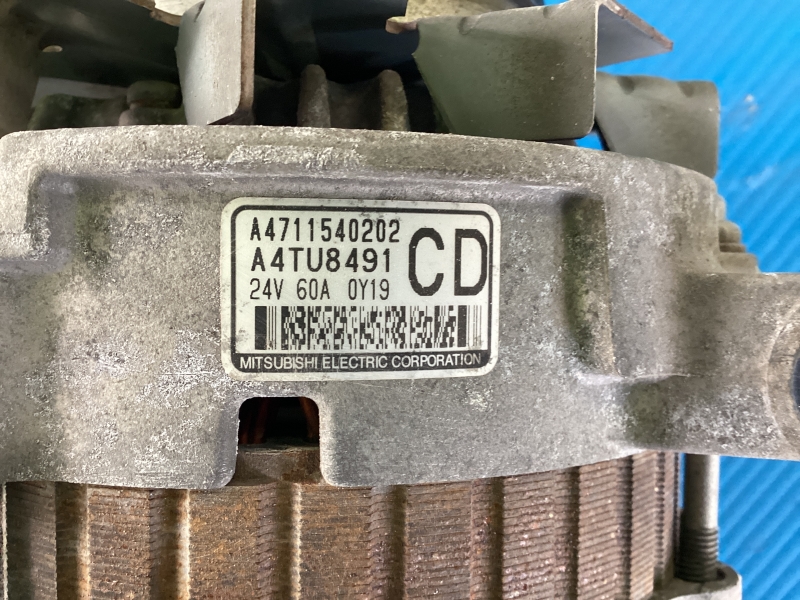 A4711540202
A4TU8491 CD
24V 60A 0Y19
MITSUBISHI ELECTRIC CORPORATION